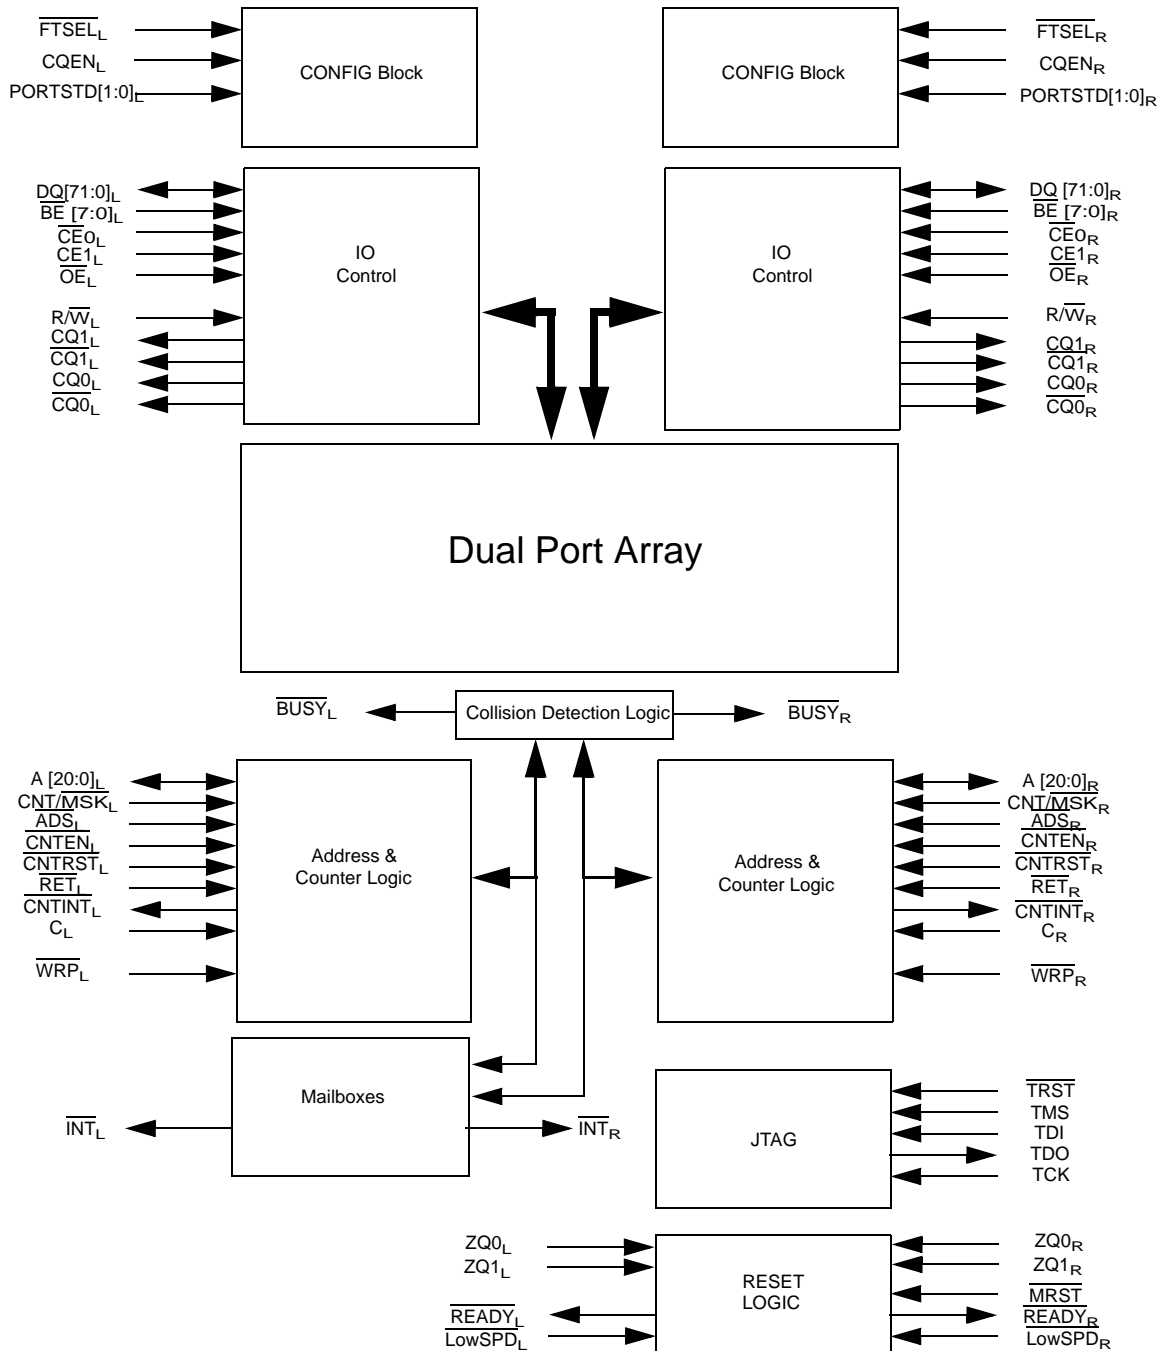 FTSEL_L
CQEN_L
PORTSTD[1:0]_L
CONFIG Block
CONFIG Block
FTSEL_R
CQEN_R
PORTSTD[1:0]_R
DQ[71:0]_L
BE [7:0]_L
CE0_L
CE1_L
OE_L
R/W_L
CQ1_L
CQ1_L
CQ0_L
CQ0_L
IO
Control
IO
Control
DQ [71:0]_R
BE [7:0]_R
CE0_R
CE1_R
OE_R
R/W_R
CQ1_R
CQ1_R
CQ0_R
CQ0_R
Dual Port Array
BUSY_L
Collision Detection Logic
BUSY_R
A [20:0]_L
CNT/MSK_L
ADS_L
CNTEN_L
CNTRST_L
RET_L
CNTINT_L
C_L
WRP_L
Address &
Counter Logic
Address &
Counter Logic
A [20:0]_R
CNT/MSK_R
ADS_R
CNTEN_R
CNTRST_R
RET_R
CNTINT_R
C_R
WRP_R
Mailboxes
INT_L
INT_R
JTAG
TRST
TMS
TDI
TDO
TCK
ZQ0_L
ZQ1_L
READY_L
LowSPD_L
RESET
LOGIC
ZQ0_R
ZQ1_R
MRST
READY_R
LowSPD_R